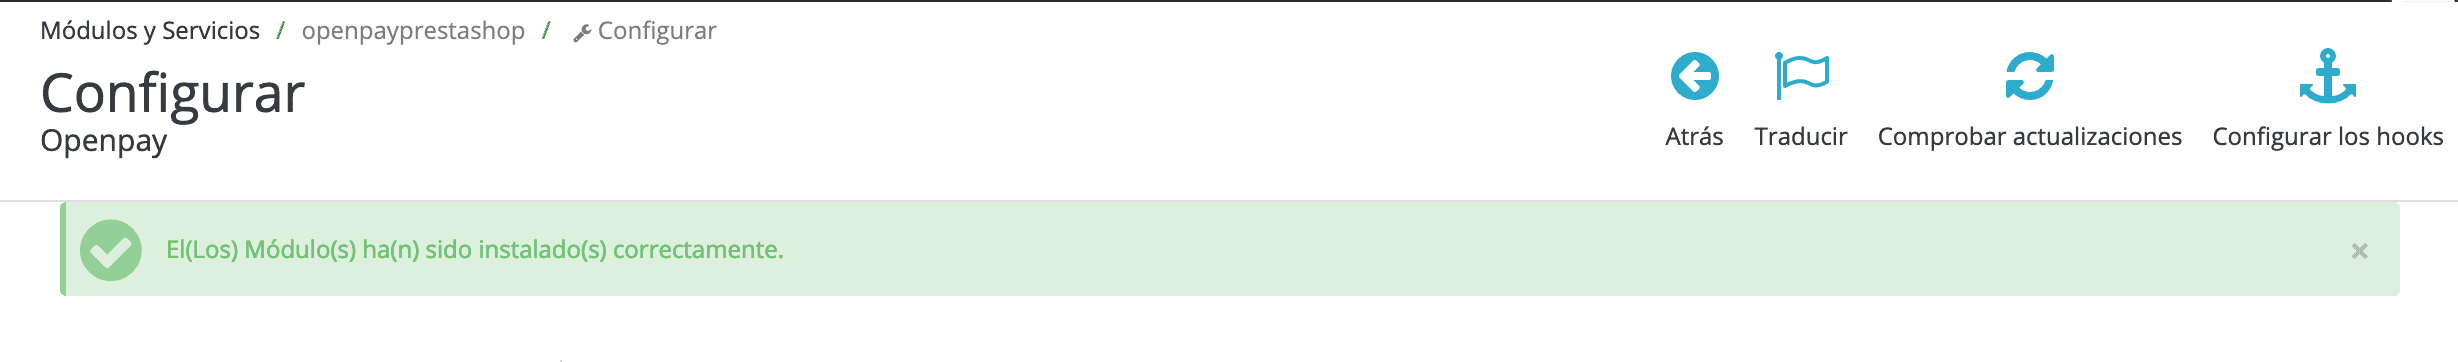 Módulos y Servicios / openpayprestashop / Configurar
Configurar
Openpay
Atrás Traducir Comprobar actualizaciones Configurar los hooks
El(Los) Módulo(s) ha(n) sido instalado(s) correctamente.